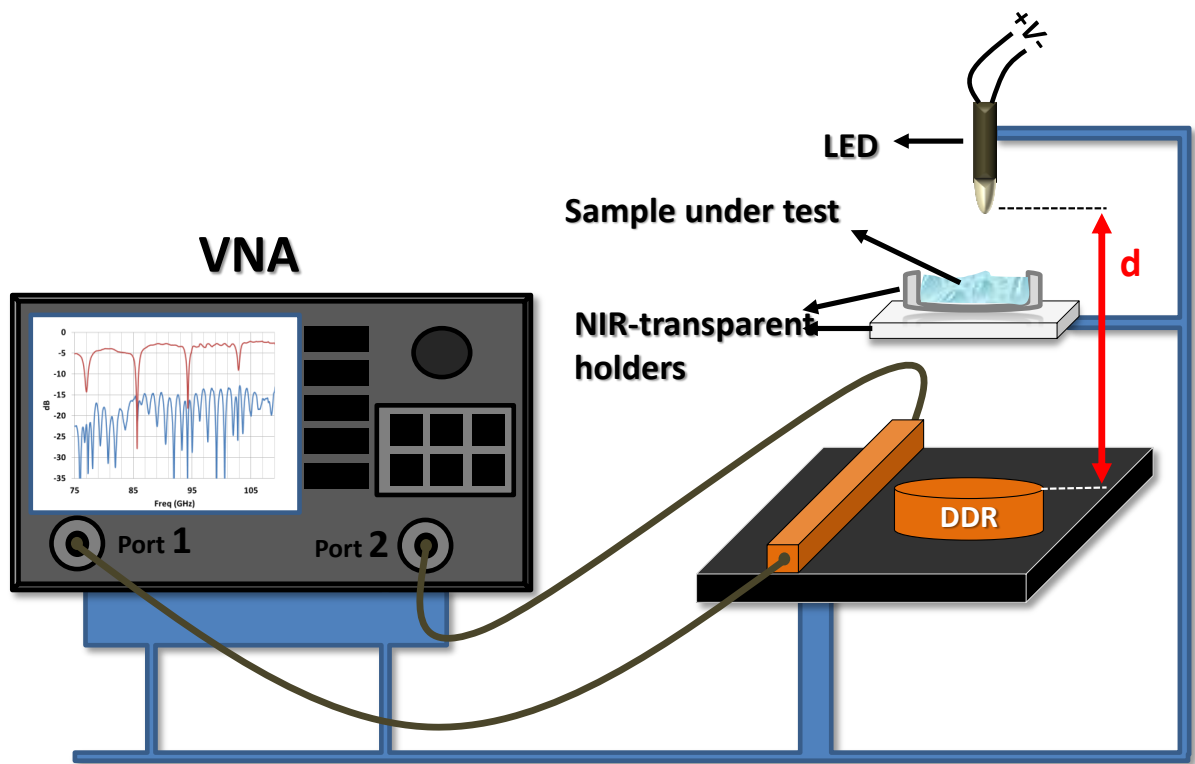 +V-
LED
Sample under test
VNA
d
NIR-transparent
holders
0
-5
-10
-15
-20
-25
-30
-35
dB
75
85
95
105
Freq (GHz)
DDR
Port 1
Port 2